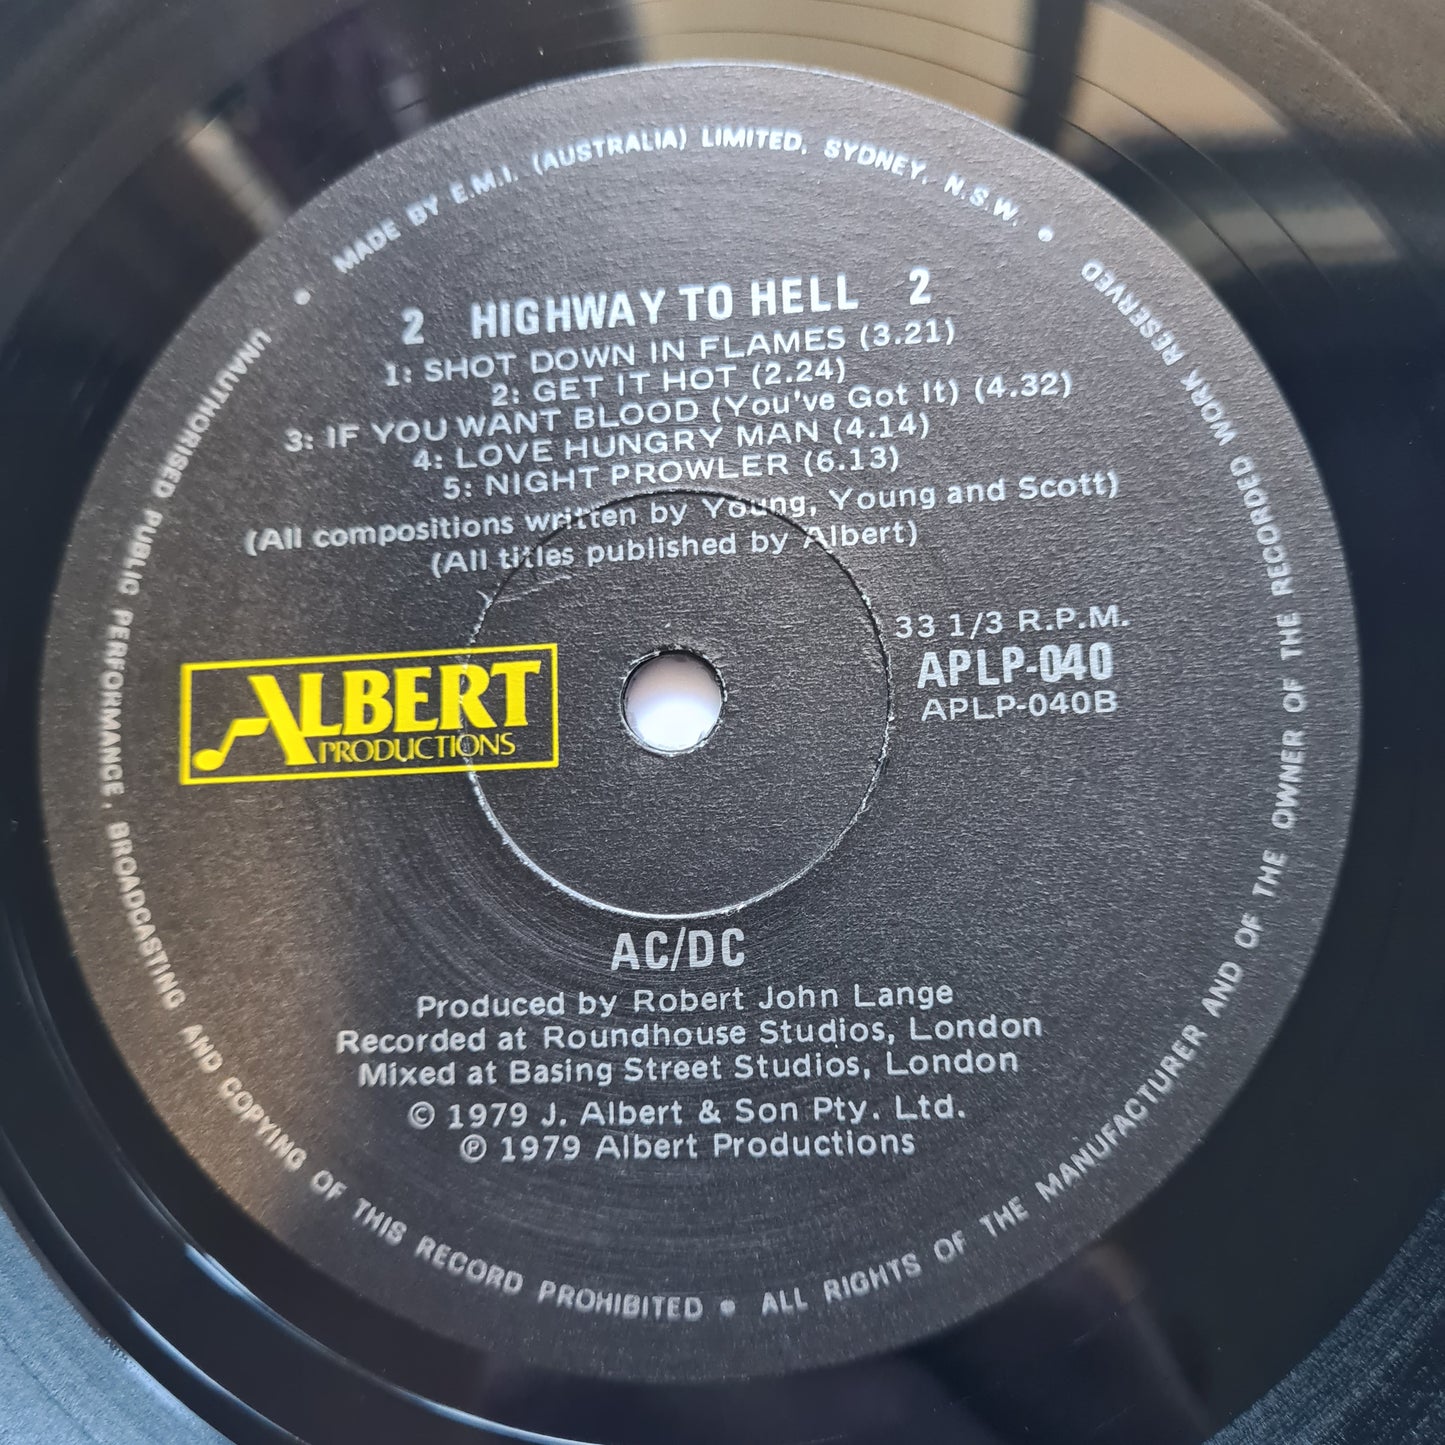 MADE BY E.M.I. (AUSTRALIA) LIMITED, SYDNEY, N.S.W. •
2 HIGHWAY TO HELL 2
1: SHOT DOWN IN FLAMES (3.21)
2: GET IT HOT (2.24)
3: IF YOU WANT BLOOD (You've Got It) (4.32)
4: LOVE HUNGRY MAN (4.14)
5: NIGHT PROWLER (6.13)
(All compositions written by Young, Young and Scott)
(All titles published by Albert)
33 1/3 R.P.M.
APLP-040
APLP-040B
ALBERT
PRODUCTIONS
AC/DC
Produced by Robert John Lange
Recorded at Roundhouse Studios, London
Mixed at Basing Street Studios, London
© 1979 J. Albert & Son Pty. Ltd.
℗ 1979 Albert Productions
• UNAUTHORISED PUBLIC PERFORMANCE, BROADCASTING AND COPYING OF THIS RECORD PROHIBITED • ALL RIGHTS OF THE MANUFACTURER AND OF THE OWNER OF THE RECORDED WORK RESERVED